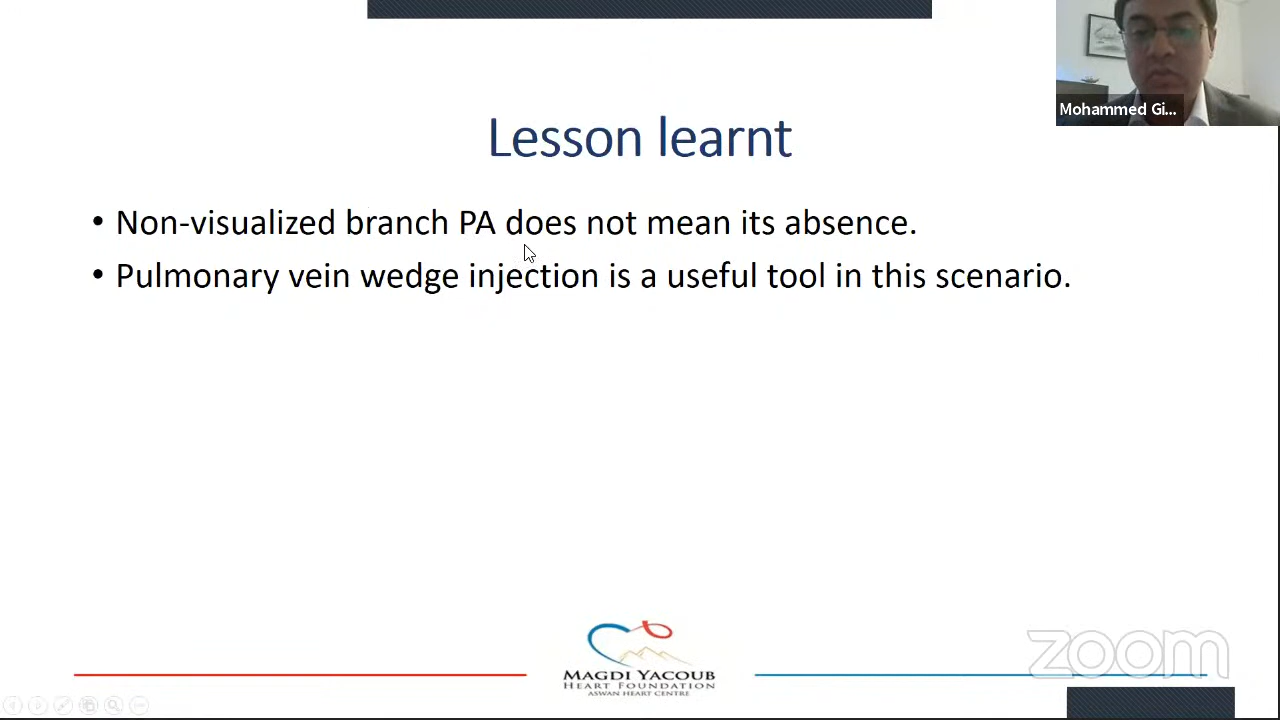 Mohammed Gi...
Lesson learnt
• Non-visualized branch PA does not mean its absence.
• Pulmonary vein wedge injection is a useful tool in this scenario.
MAGDI YACOUB
HEART FOUNDATION
ASWAN HEART CENTRE
zoom